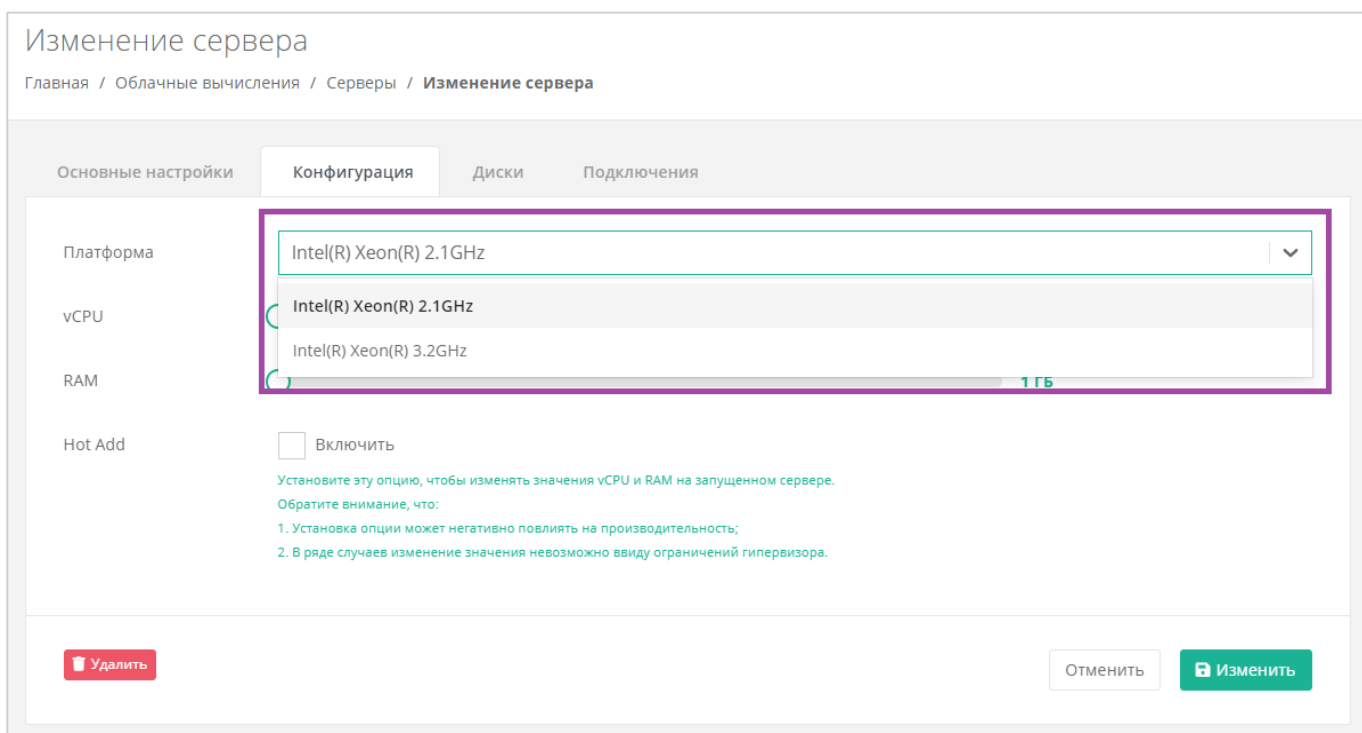 Изменение сервера
Главная / Облачные вычисления / Серверы / Изменение сервера
Основные настройки Конфигурация Диски Подключения
Платформа Intel(R) Xeon(R) 2.1GHz
Intel(R) Xeon(R) 2.1GHz
vCPU
Intel(R) Xeon(R) 3.2GHz
RAM 1 ГБ
Hot Add Включить
Установите эту опцию, чтобы изменять значения vCPU и RAM на запущенном сервере.
Обратите внимание, что:
1. Установка опции может негативно повлиять на производительность;
2. В ряде случаев изменение значения невозможно ввиду ограничений гипервизора.
Удалить Отменить Изменить